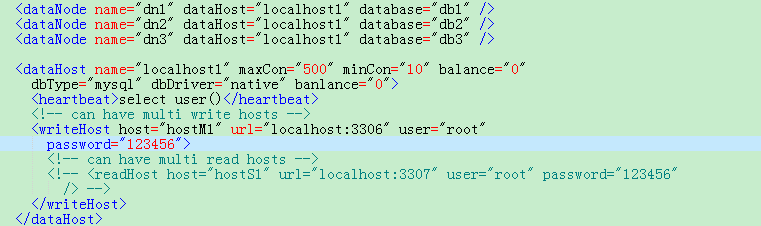 <dataNode name="dn1" dataHost="localhost1" database="db1" />
<dataNode name="dn2" dataHost="localhost1" database="db2" />
<dataNode name="dn3" dataHost="localhost1" database="db3" />
<dataHost name="localhost1" maxCon="500" minCon="10" balance="0"
dbType="mysql" dbDriver="native" banlance="0">
<heartbeat>select user()</heartbeat>
<!-- can have multi write hosts -->
<writeHost host="hostM1" url="localhost:3306" user="root"
password="123456">
<!-- can have multi read hosts -->
<!-- <readHost host="hostS1" url="localhost:3307" user="root" password="123456"
/> -->
</writeHost>
</dataHost>